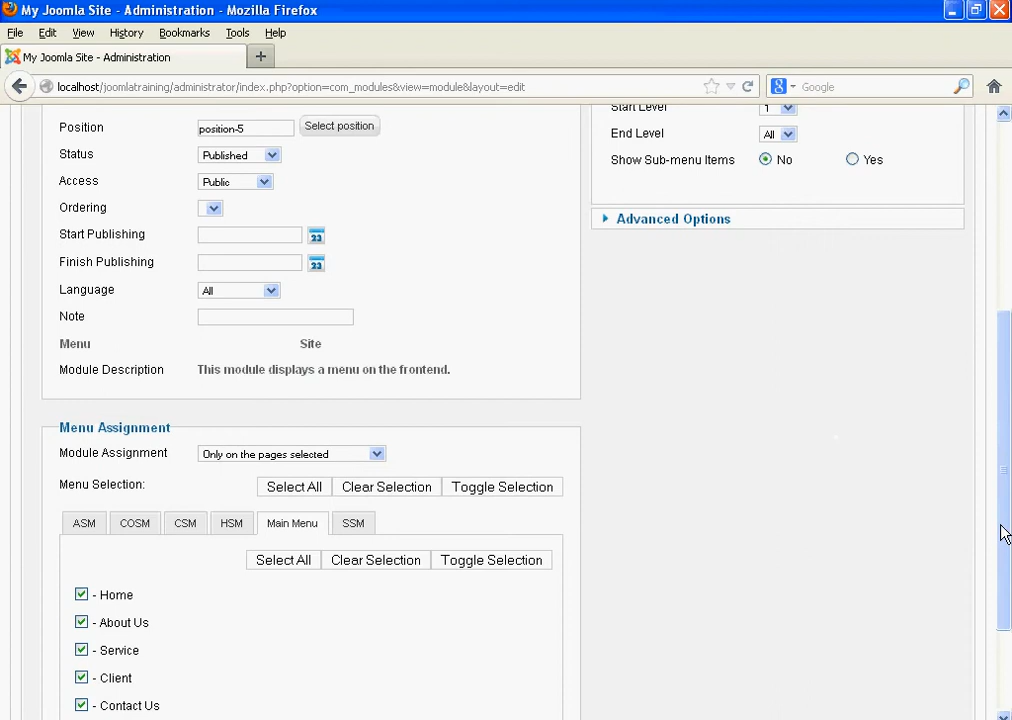 My Joomla Site - Administration - Mozilla Firefox
File Edit View History Bookmarks Tools Help
My Joomla Site - Administration
localhost/joomlatraining/administrator/index.php?option=com_modules&view=module&layout=edit
Google
Position position-5 Select position
Start Level 1
Status Published
End Level All
Show Sub-menu Items No Yes
Access Public
Ordering
Advanced Options
Start Publishing 23
Finish Publishing 23
Language All
Note
Menu Site
Module Description This module displays a menu on the frontend.
Menu Assignment
Module Assignment Only on the pages selected
Menu Selection: Select All Clear Selection Toggle Selection
ASM COSM CSM HSM Main Menu SSM
Select All Clear Selection Toggle Selection
- Home
- About Us
- Service
- Client
- Contact Us